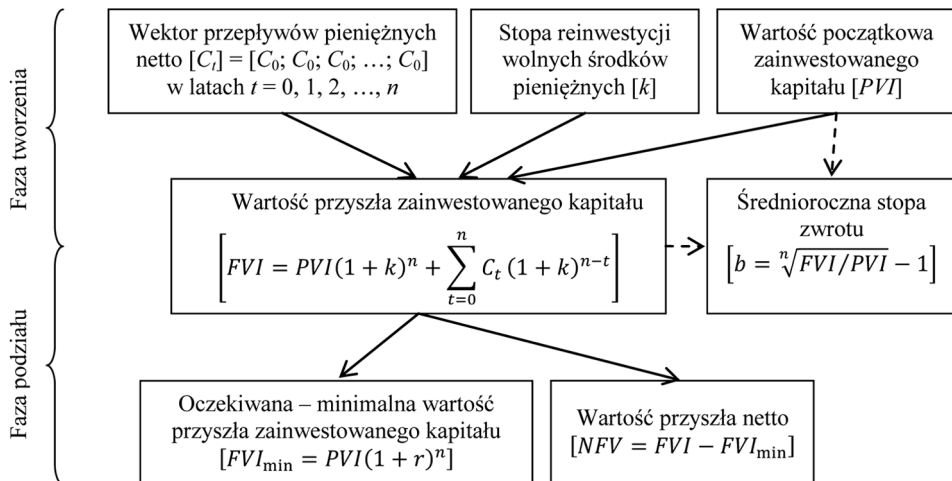 Faza tworzenia
Faza podziału
Wektor przepływów pieniężnych
netto [C_t] = [C_0; C_0; C_0; …; C_0]
w latach t = 0, 1, 2, …, n
Stopa reinwestycji
wolnych środków
pieniężnych [k]
Wartość początkowa
zainwestowanego
kapitału [PVI]
Wartość przyszła zainwestowanego kapitału
[FVI = PVI(1 + k)^n + ∑_{t=0}^{n} C_t (1 + k)^{n−t}]
Średnioroczna stopa
zwrotu
[b = ⁿ√(FVI/PVI) − 1]
Oczekiwana – minimalna wartość
przyszła zainwestowanego kapitału
[FVI_min = PVI(1 + r)^n]
Wartość przyszła netto
[NFV = FVI − FVI_min]